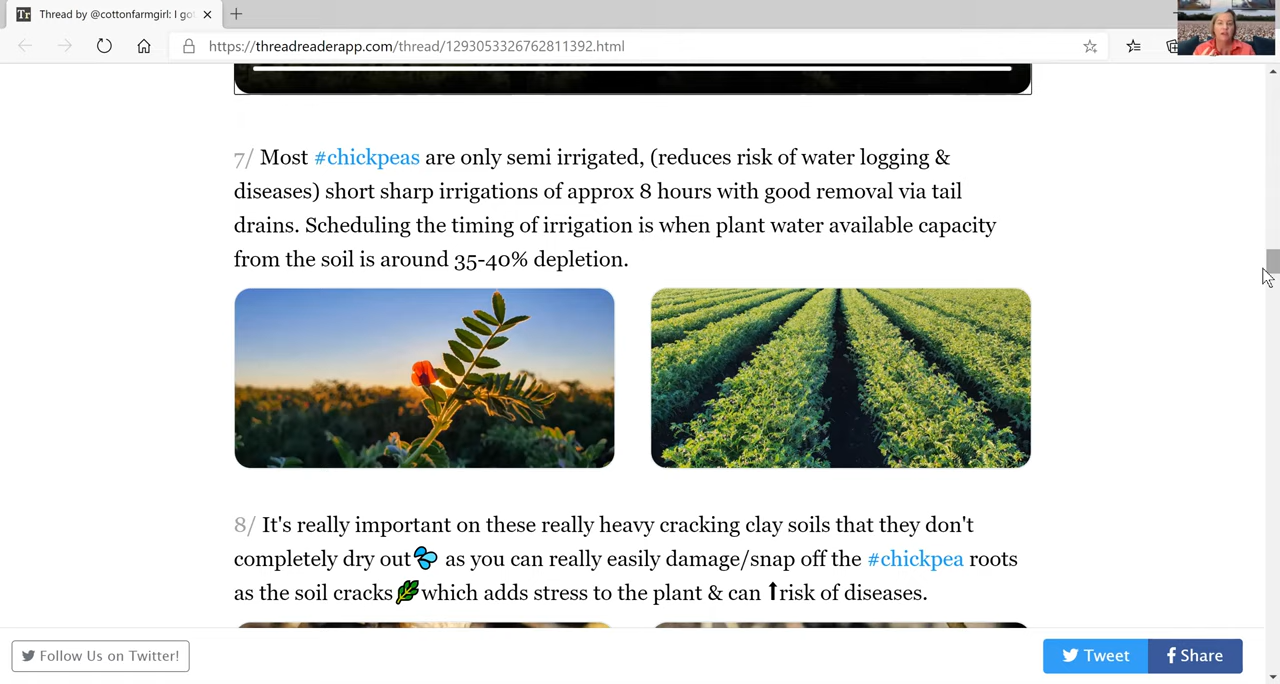 Tr Thread by @cottonfarmgirl: I go
https://threadreaderapp.com/thread/1293053326762811392.html
7/ Most #chickpeas are only semi irrigated, (reduces risk of water logging &
diseases) short sharp irrigations of approx 8 hours with good removal via tail
drains. Scheduling the timing of irrigation is when plant water available capacity
from the soil is around 35-40% depletion.
8/ It's really important on these really heavy cracking clay soils that they don't
completely dry out💦 as you can really easily damage/snap off the #chickpea roots
as the soil cracks🌿which adds stress to the plant & can ⬆risk of diseases.
Follow Us on Twitter!
Tweet
Share